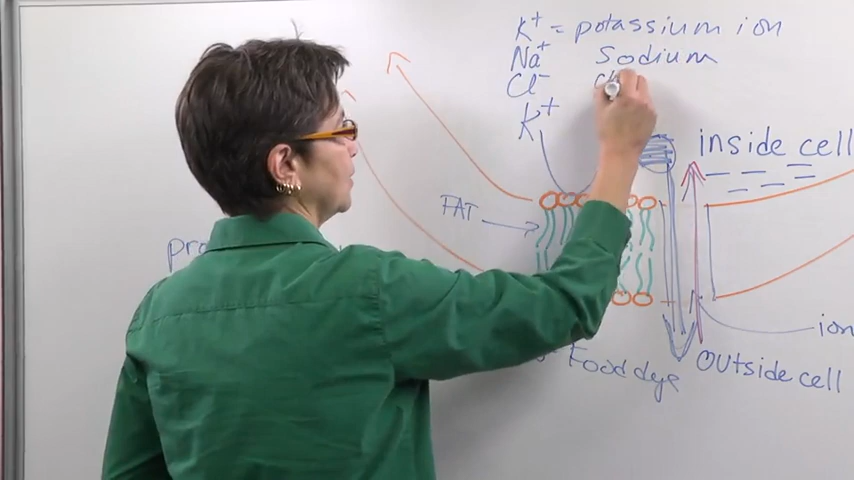 K+ = potassium ion
Na+ sodium
Cl-
K+
inside cell
FAT
ion
Food dye
outside cell